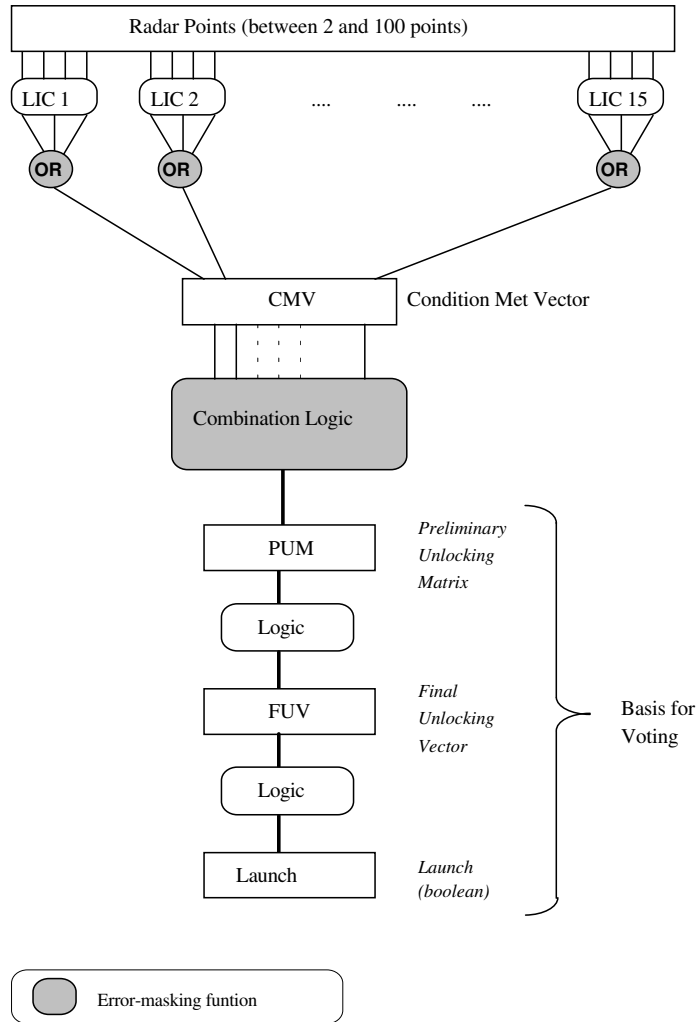 Radar Points (between 2 and 100 points)
LIC 1
LIC 2
....
....
....
LIC 15
OR
OR
OR
CMV
Condition Met Vector
Combination Logic
PUM
Preliminary
Unlocking
Matrix
Logic
FUV
Final
Unlocking
Vector
Basis for
Voting
Logic
Launch
Launch
(boolean)
Error-masking funtion